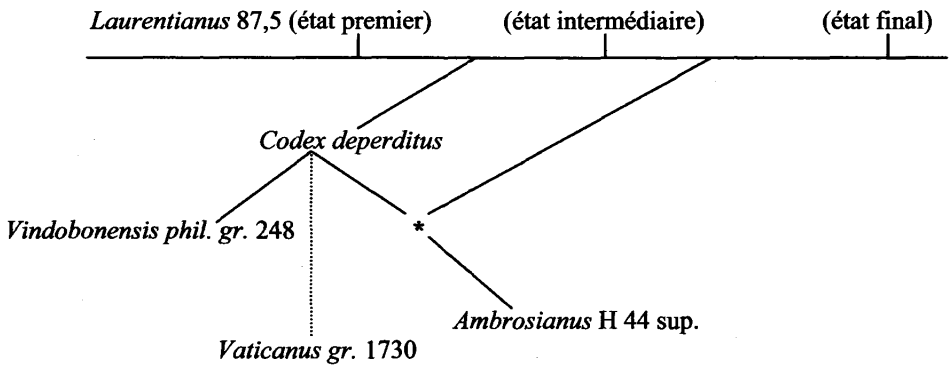 Laurentianus 87,5 (état premier) (état intermédiaire) (état final)
Codex deperditus
Vindobonensis phil. gr. 248
*
Ambrosianus H 44 sup.
Vaticanus gr. 1730